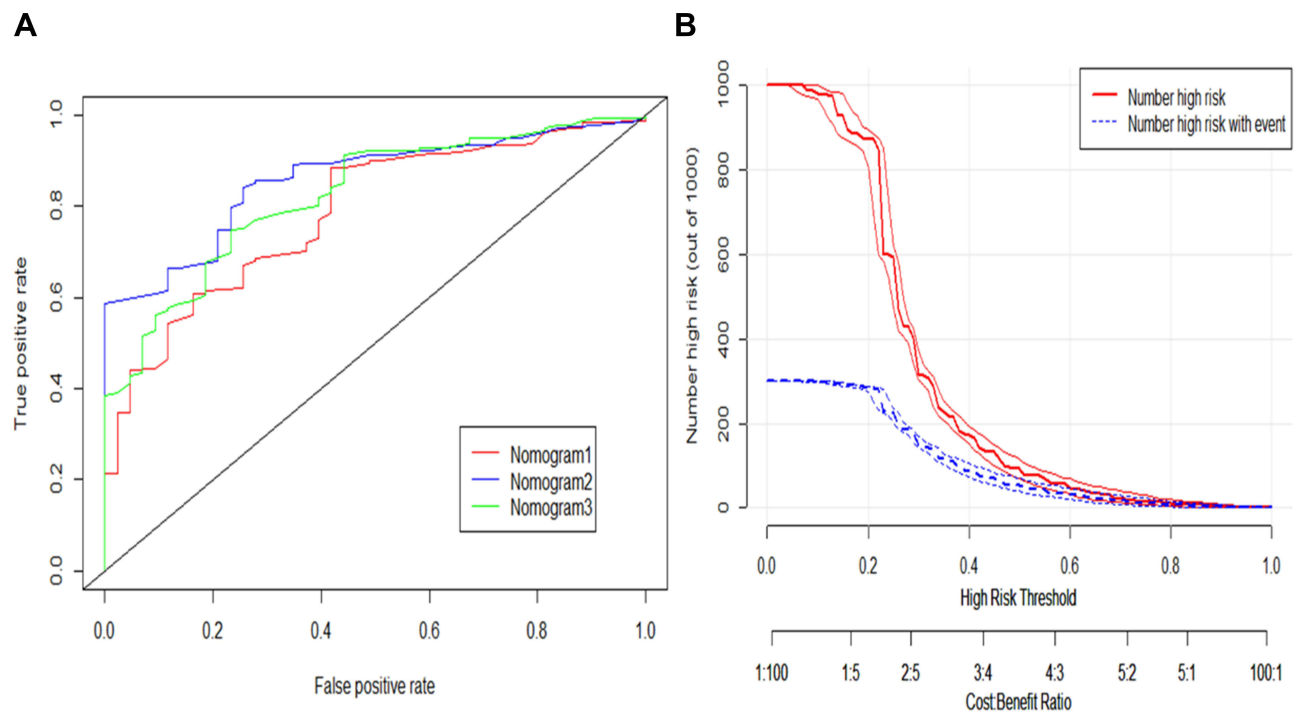 A
True positive rate
0.0 0.2 0.4 0.6 0.8 1.0
Nomogram1
Nomogram2
Nomogram3
0.0 0.2 0.4 0.6 0.8 1.0
False positive rate
B
Number high risk (out of 1000)
0 200 400 600 800 1000
Number high risk
Number high risk with event
0.0 0.2 0.4 0.6 0.8 1.0
High Risk Threshold
1:100 1:5 2:5 3:4 4:3 5:2 5:1 100:1
Cost:Benefit Ratio